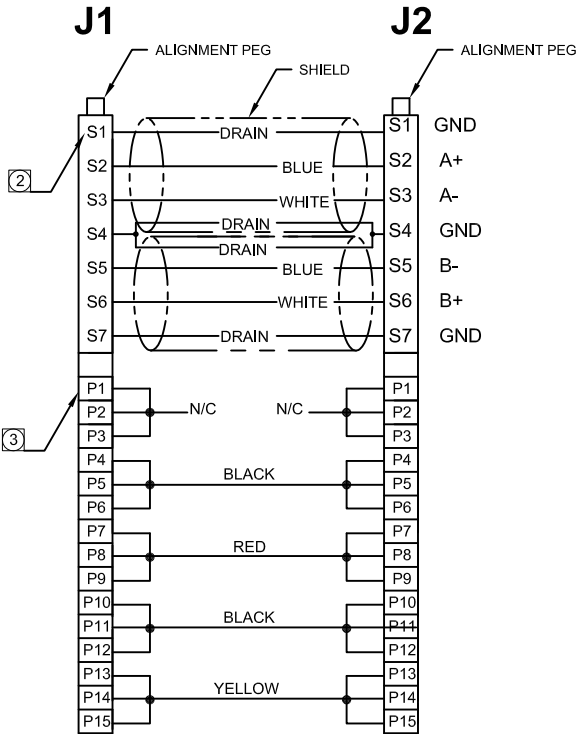 J1 J2
ALIGNMENT PEG ALIGNMENT PEG
SHIELD
S1 DRAIN S1 GND
S2 BLUE S2 A+
2
S3 WHITE S3 A-
S4 DRAIN S4 GND
DRAIN
S5 BLUE S5 B-
S6 WHITE S6 B+
S7 DRAIN S7 GND
P1 P1
P2 N/C N/C P2
P3 P3
3
P4 P4
P5 BLACK P5
P6 P6
P7 P7
P8 RED P8
P9 P9
P10 P10
P11 BLACK P11
P12 P12
P13 P13
P14 YELLOW P14
P15 P15